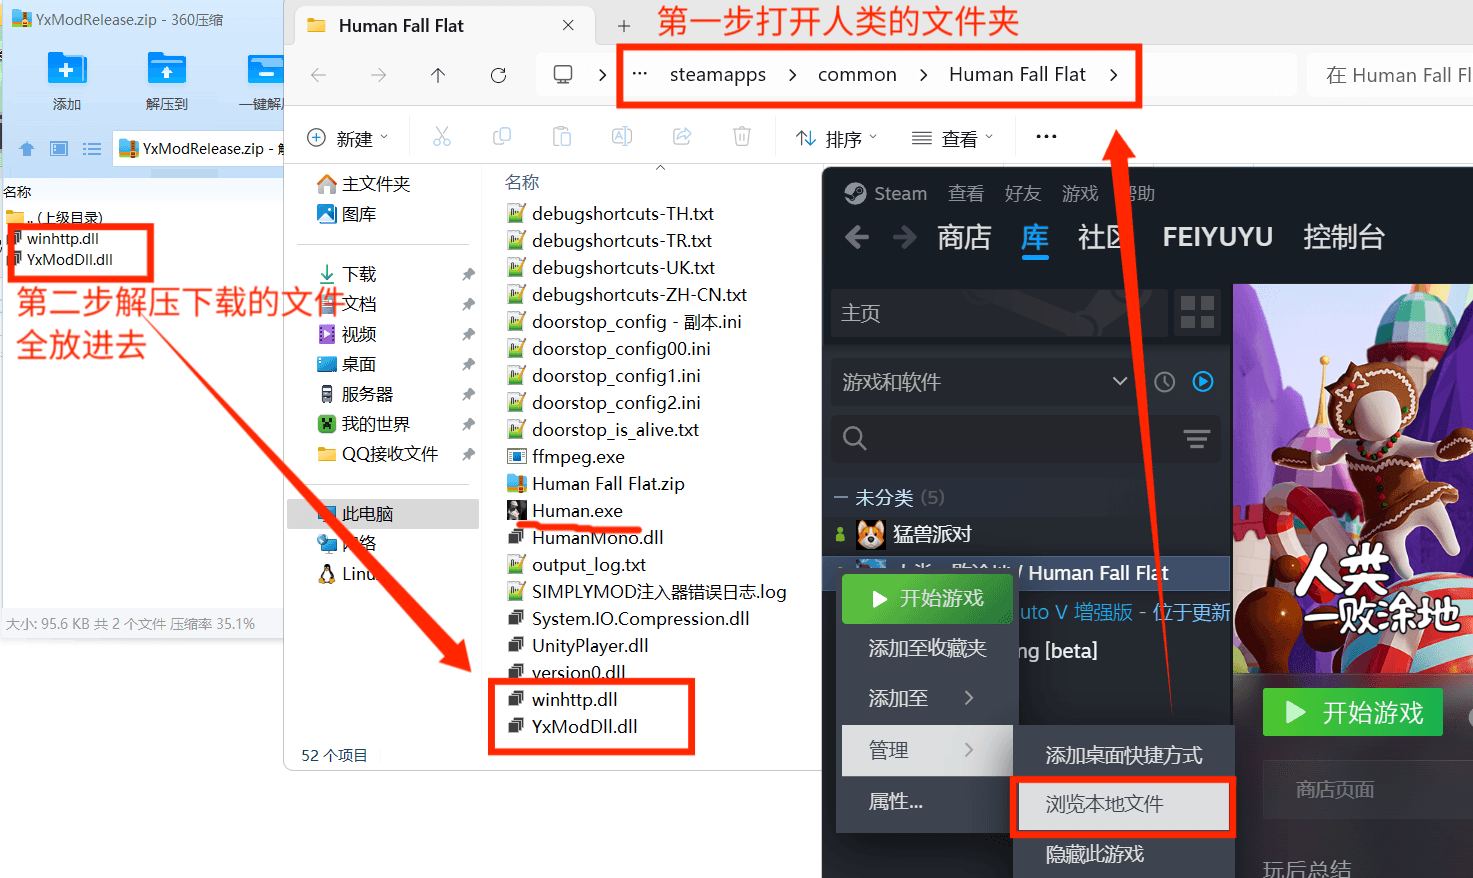 YxModRelease.zip - 360压缩
添加
解压到
一键解
YxModRelease.zip - 解
名称
.. (上级目录)
winhttp.dll
YxModDll.dll
第二步解压下载的文件
全放进去
大小: 95.6 KB 共 2 个文件 压缩率 35.1%
Human Fall Flat
第一步打开人类的文件夹
steamapps
common
Human Fall Flat
在 Human Fall Fl
新建
排序
查看
主文件夹
图库
下载
文档
视频
桌面
服务器
我的世界
QQ接收文件
此电脑
网络
Linu
52 个项目
名称
debugshortcuts-TH.txt
debugshortcuts-TR.txt
debugshortcuts-UK.txt
debugshortcuts-ZH-CN.txt
doorstop_config - 副本.ini
doorstop_config00.ini
doorstop_config1.ini
doorstop_config2.ini
doorstop_is_alive.txt
ffmpeg.exe
Human Fall Flat.zip
Human.exe
HumanMono.dll
output_log.txt
SIMPLYMOD注入器错误日志.log
System.IO.Compression.dll
UnityPlayer.dll
version0.dll
winhttp.dll
YxModDll.dll
Steam
查看
好友
游戏
帮助
商店
库
社区
FEIYUYU
控制台
主页
游戏和软件
未分类 (5)
猛兽派对
/ Human Fall Flat
uto V 增强版 - 位于更新
ng [beta]
开始游戏
添加至收藏夹
添加至
管理
属性...
添加桌面快捷方式
浏览本地文件
隐藏此游戏
人类
一败涂地
开始游戏
商店页面
玩后总结